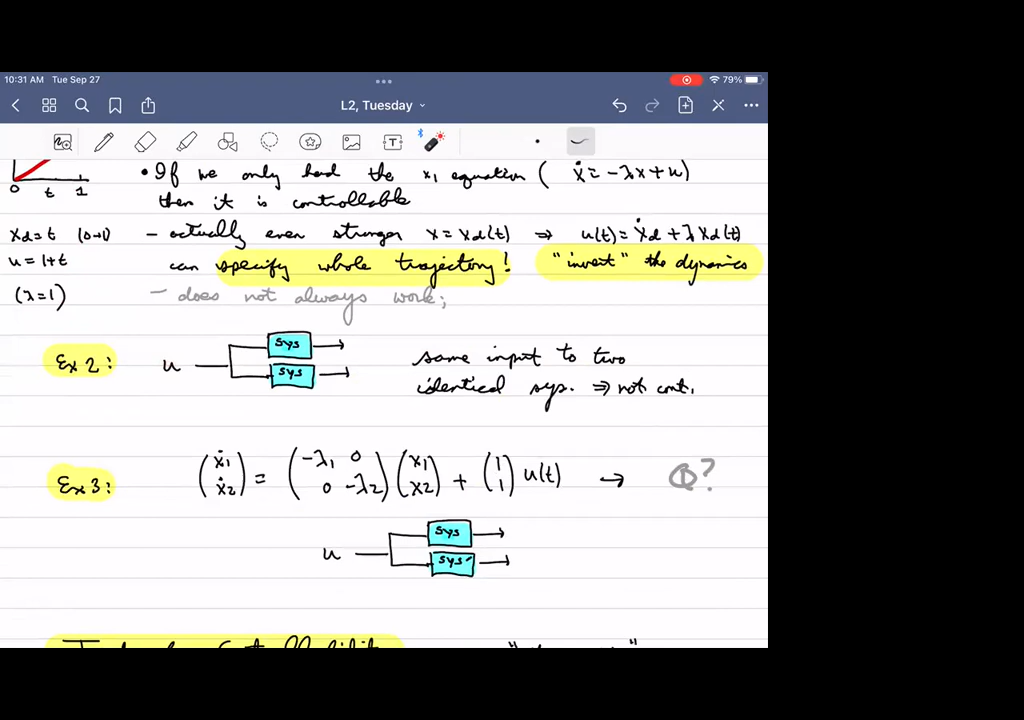 10:31 AM Tue Sep 27
79%
L2, Tuesday
0 t 1
• If we only had the x1 equation ( ẋ = -λx + u )
then it is controllable
xd = t (0→1)
- actually even stronger x = xd(t) ⇒ u(t) = ẋd + λ xd(t)
u = 1+t
can specify whole trajectory! "invert" the dynamics
(λ=1)
- does not always work;
Ex 2:
u
sys
sys
same input to two
identical sys. ⇒ not cont.
Ex 3:
(ẋ1 ẋ2) = (-λ1 0 0 -λ2) (x1 x2) + (1 1) u(t) →
?
u
sys
sys'